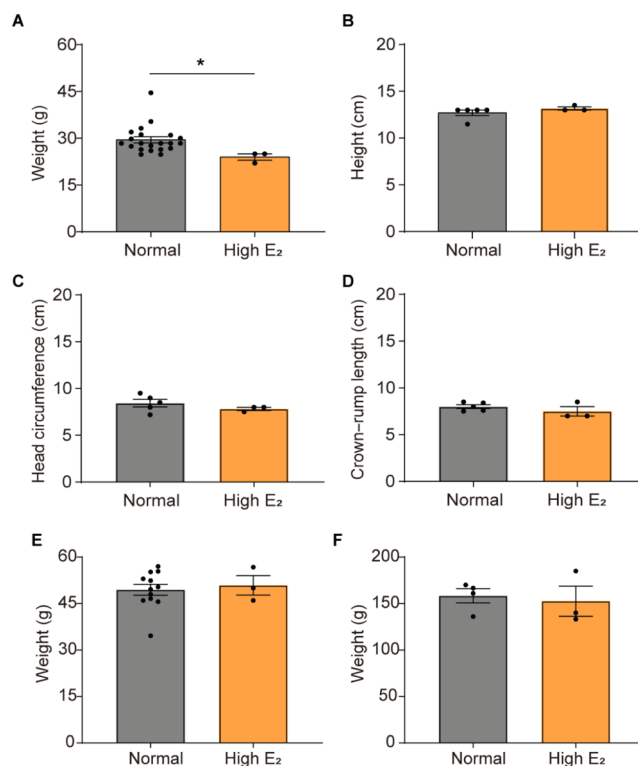 A
Weight (g)
60
45
30
15
0
*
Normal
High E₂
B
Height (cm)
20
15
10
5
0
Normal
High E₂
C
Head circumference (cm)
20
15
10
5
0
Normal
High E₂
D
Crown–rump length (cm)
20
15
10
5
0
Normal
High E₂
E
Weight (g)
60
45
30
15
0
Normal
High E₂
F
Weight (g)
200
150
100
50
0
Normal
High E₂